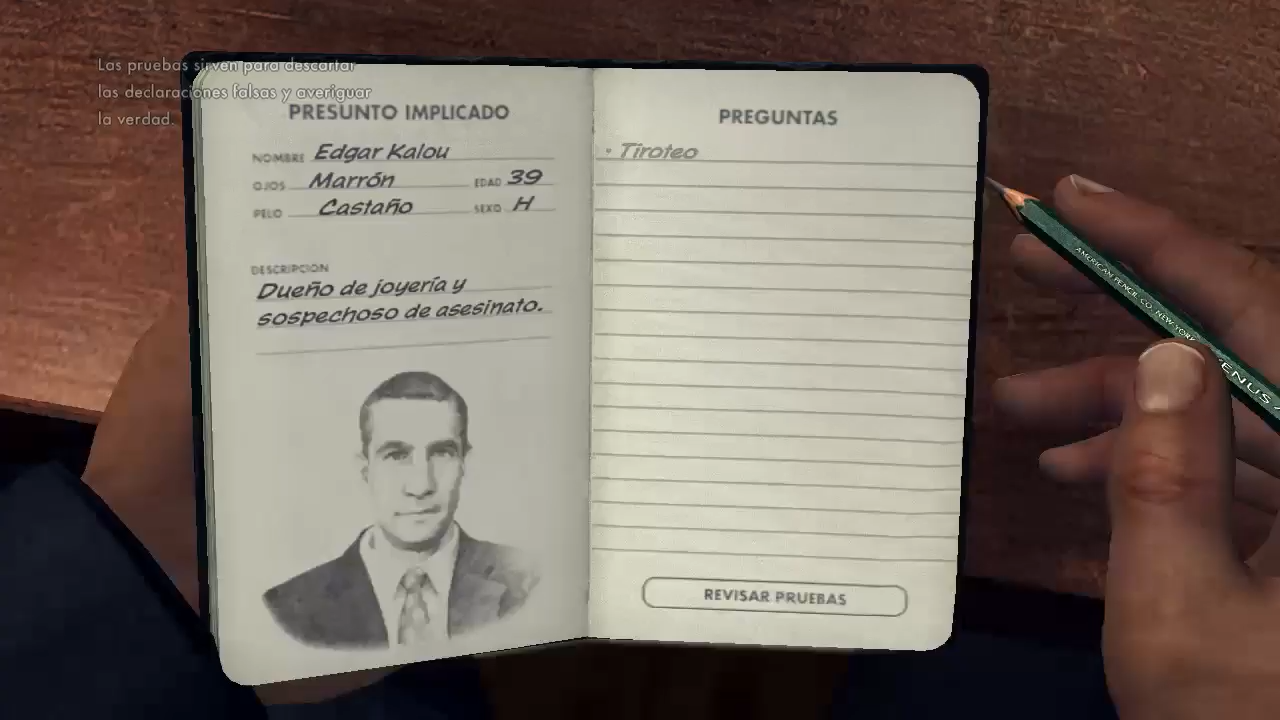 Las pruebas sirven para descartar
las declaraciones falsas y averiguar
la verdad.
PRESUNTO IMPLICADO
NOMBRE Edgar Kalou
OJOS Marrón EDAD 39
PELO Castaño SEXO H
DESCRIPCION
Dueño de joyería y
sospechoso de asesinato.
PREGUNTAS
• Tiroteo
REVISAR PRUEBAS
AMERICAN PENCIL CO. NEW YORK
VENUS